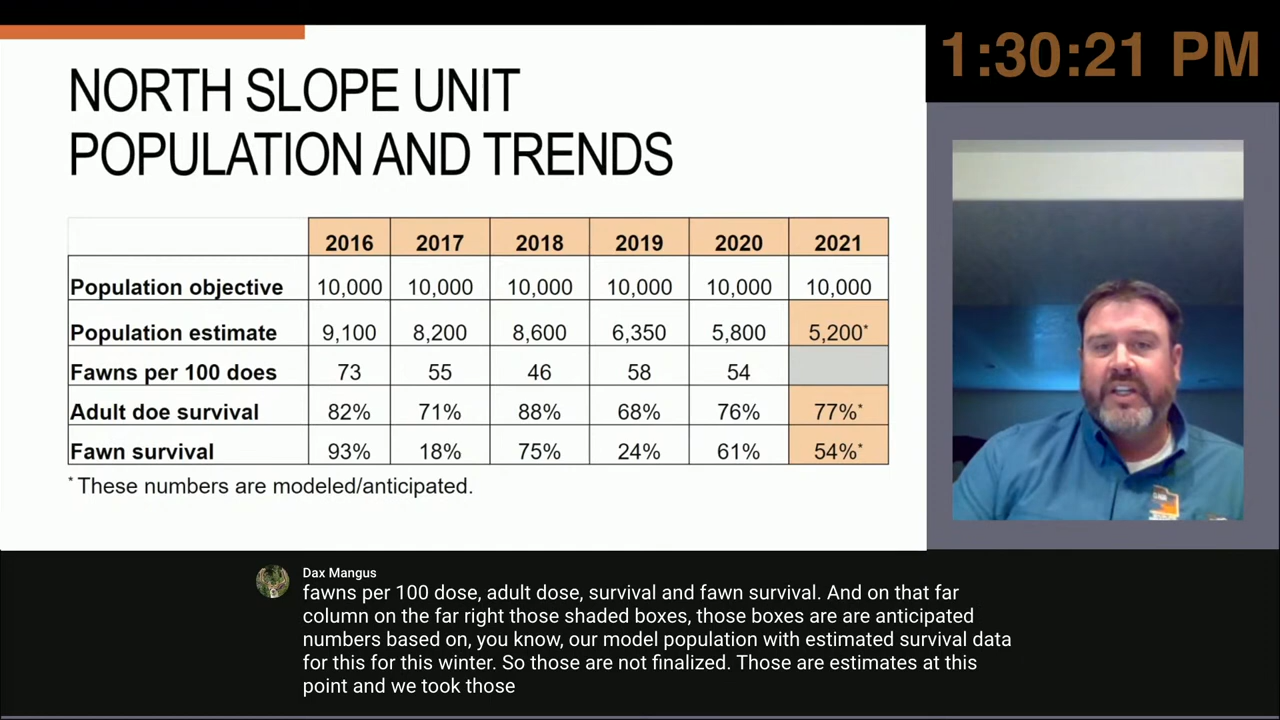 1:30:21 PM
NORTH SLOPE UNIT
POPULATION AND TRENDS
2016 2017 2018 2019 2020 2021
Population objective 10,000 10,000 10,000 10,000 10,000 10,000
Population estimate 9,100 8,200 8,600 6,350 5,800 5,200*
Fawns per 100 does 73 55 46 58 54
Adult doe survival 82% 71% 88% 68% 76% 77%*
Fawn survival 93% 18% 75% 24% 61% 54%*
* These numbers are modeled/anticipated.
Dax Mangus
fawns per 100 dose, adult dose, survival and fawn survival. And on that far
column on the far right those shaded boxes, those boxes are are anticipated
numbers based on, you know, our model population with estimated survival data
for this for this winter. So those are not finalized. Those are estimates at this
point and we took those